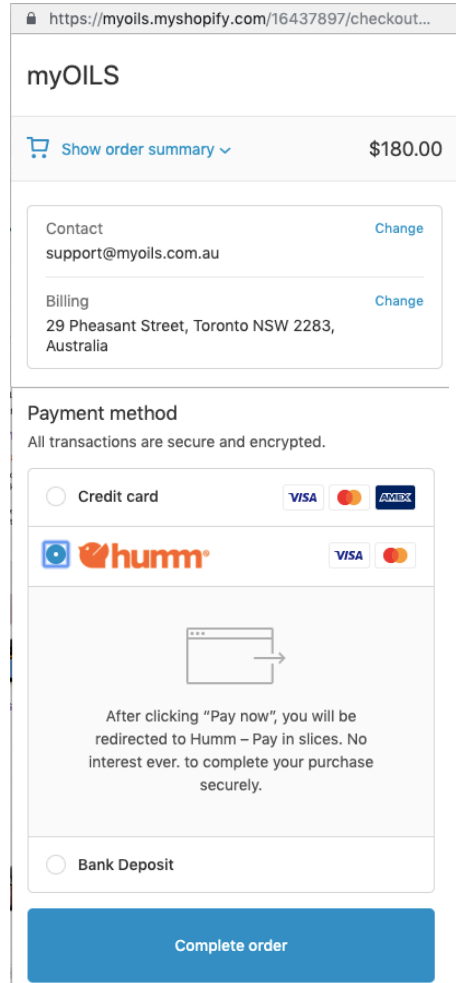 https://myoils.myshopify.com/16437897/checkout...
myOILS
Show order summary $180.00
Contact Change
support@myoils.com.au
Billing Change
29 Pheasant Street, Toronto NSW 2283,
Australia
Payment method
All transactions are secure and encrypted.
Credit card VISA AMEX
humm VISA
After clicking “Pay now”, you will be
redirected to Humm – Pay in slices. No
interest ever. to complete your purchase
securely.
Bank Deposit
Complete order